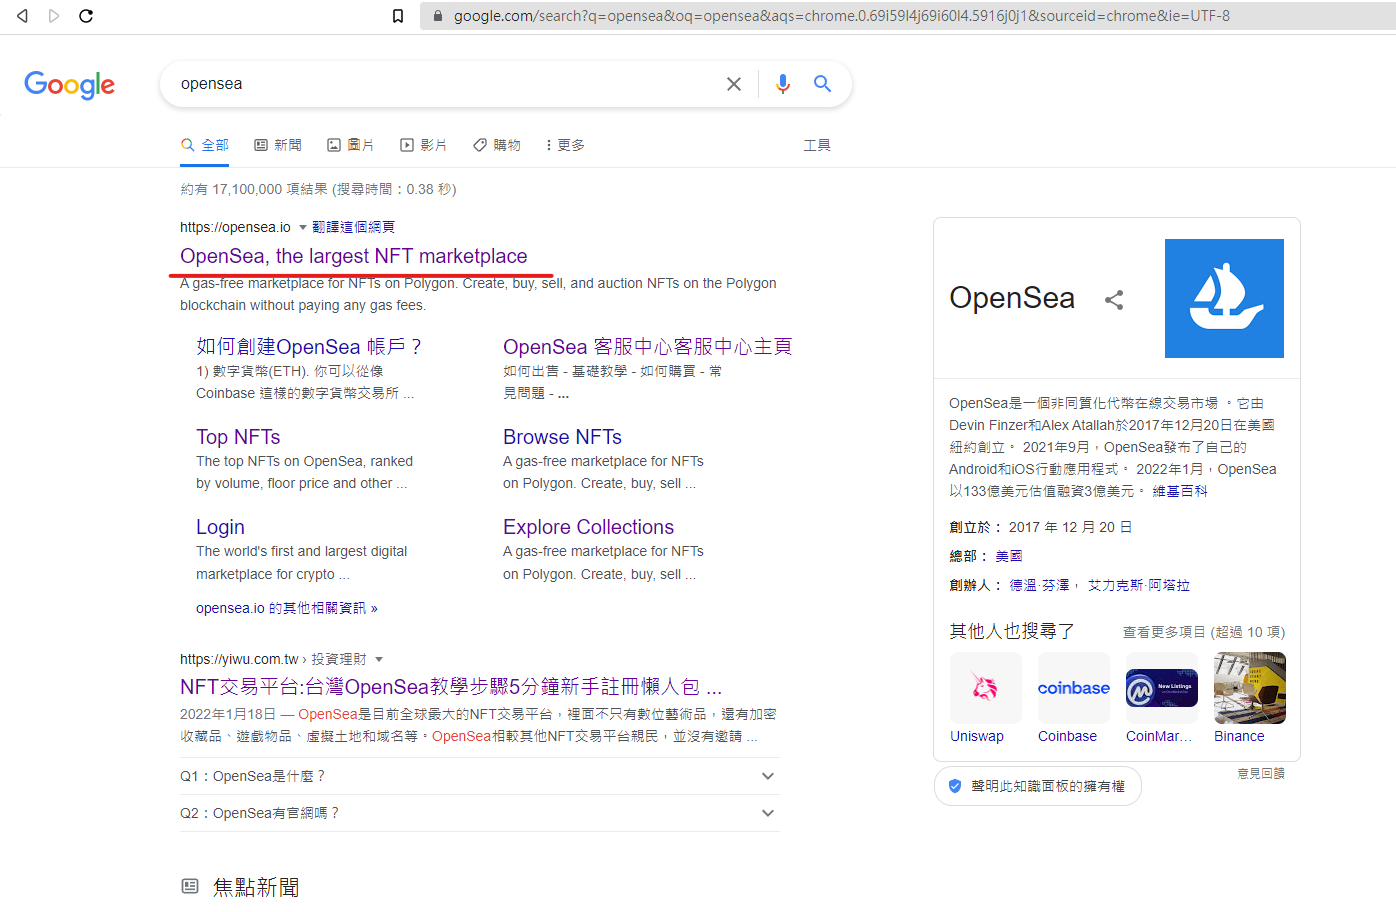 google.com/search?q=opensea&oq=opensea&aqs=chrome.0.69i59l4j69i60l4.5916j0j1&sourceid=chrome&ie=UTF-8
Google
opensea
全部
新聞
圖片
影片
購物
更多
工具
約有 17,100,000 項結果 (搜尋時間：0.38 秒)
https://opensea.io
翻譯這個網頁
OpenSea, the largest NFT marketplace
A gas-free marketplace for NFTs on Polygon. Create, buy, sell, and auction NFTs on the Polygon
blockchain without paying any gas fees.
如何創建OpenSea 帳戶？
1) 數字貨幣(ETH). 你可以從像
Coinbase 這樣的數字貨幣交易所 ...
OpenSea 客服中心客服中心主頁
如何出售 - 基礎教學 - 如何購買 - 常
見問題 - ...
Top NFTs
The top NFTs on OpenSea, ranked
by volume, floor price and other ...
Browse NFTs
A gas-free marketplace for NFTs
on Polygon. Create, buy, sell ...
Login
The world's first and largest digital
marketplace for crypto ...
Explore Collections
A gas-free marketplace for NFTs
on Polygon. Create, buy, sell ...
opensea.io 的其他相關資訊 »
https://yiwu.com.tw › 投資理財
NFT交易平台:台灣OpenSea教學步驟5分鐘新手註冊懶人包 ...
2022年1月18日 — OpenSea是目前全球最大的NFT交易平台，裡面不只有數位藝術品，還有加密
收藏品、遊戲物品、虛擬土地和域名等。OpenSea相較其他NFT交易平台親民，並沒有邀請 ...
Q1：OpenSea是什麼？
Q2：OpenSea有官網嗎？
焦點新聞
OpenSea
OpenSea是一個非同質化代幣在線交易市場 。它由
Devin Finzer和Alex Atallah於2017年12月20日在美國
紐約創立。 2021年9月，OpenSea發布了自己的
Android和iOS行動應用程式。 2022年1月，OpenSea
以133億美元估值融資3億美元。 維基百科
創立於： 2017 年 12 月 20 日
總部： 美國
創辦人： 德溫·芬澤， 艾力克斯·阿塔拉
其他人也搜尋了
查看更多項目 (超過 10 項)
coinbase
New Listings
Uniswap
Coinbase
CoinMar...
Binance
意見回饋
聲明此知識面板的擁有權